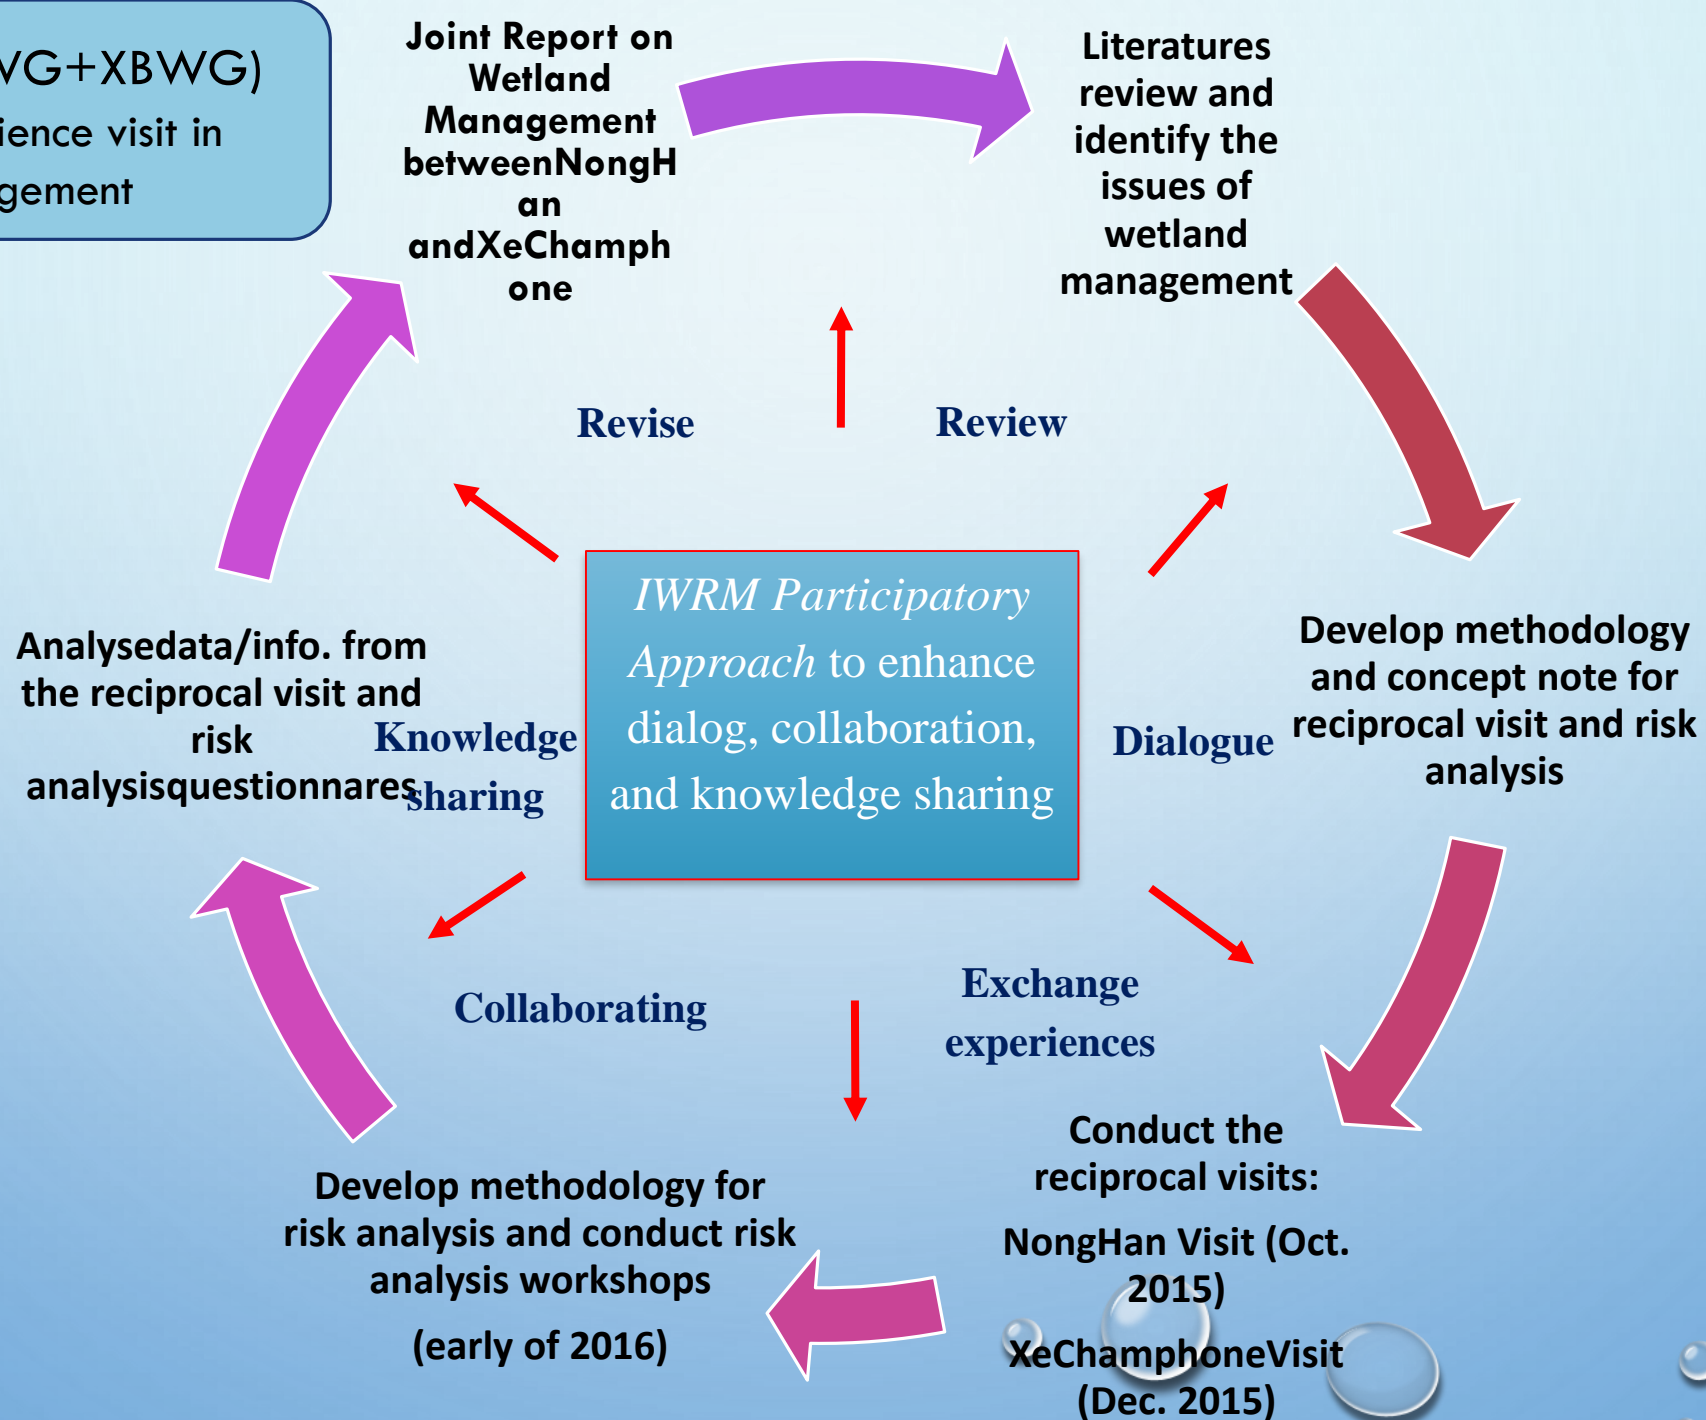 VG+XBWG)
ience visit in
gement
Joint Report on
Wetland
Management
betweenNongH
an
andXeChamph
one
Literatures
review and
identify the
issues of
wetland
management
Revise
Review
IWRM Participatory
Approach to enhance
dialog, collaboration,
and knowledge sharing
Analysedata/info. from
the reciprocal visit and
risk
analysisquestionnares
Knowledge
sharing
Dialogue
Develop methodology
and concept note for
reciprocal visit and risk
analysis
Collaborating
Exchange
experiences
Develop methodology for
risk analysis and conduct risk
analysis workshops
(early of 2016)
Conduct the
reciprocal visits:
NongHan Visit (Oct.
2015)
XeChamphoneVisit
(Dec. 2015)